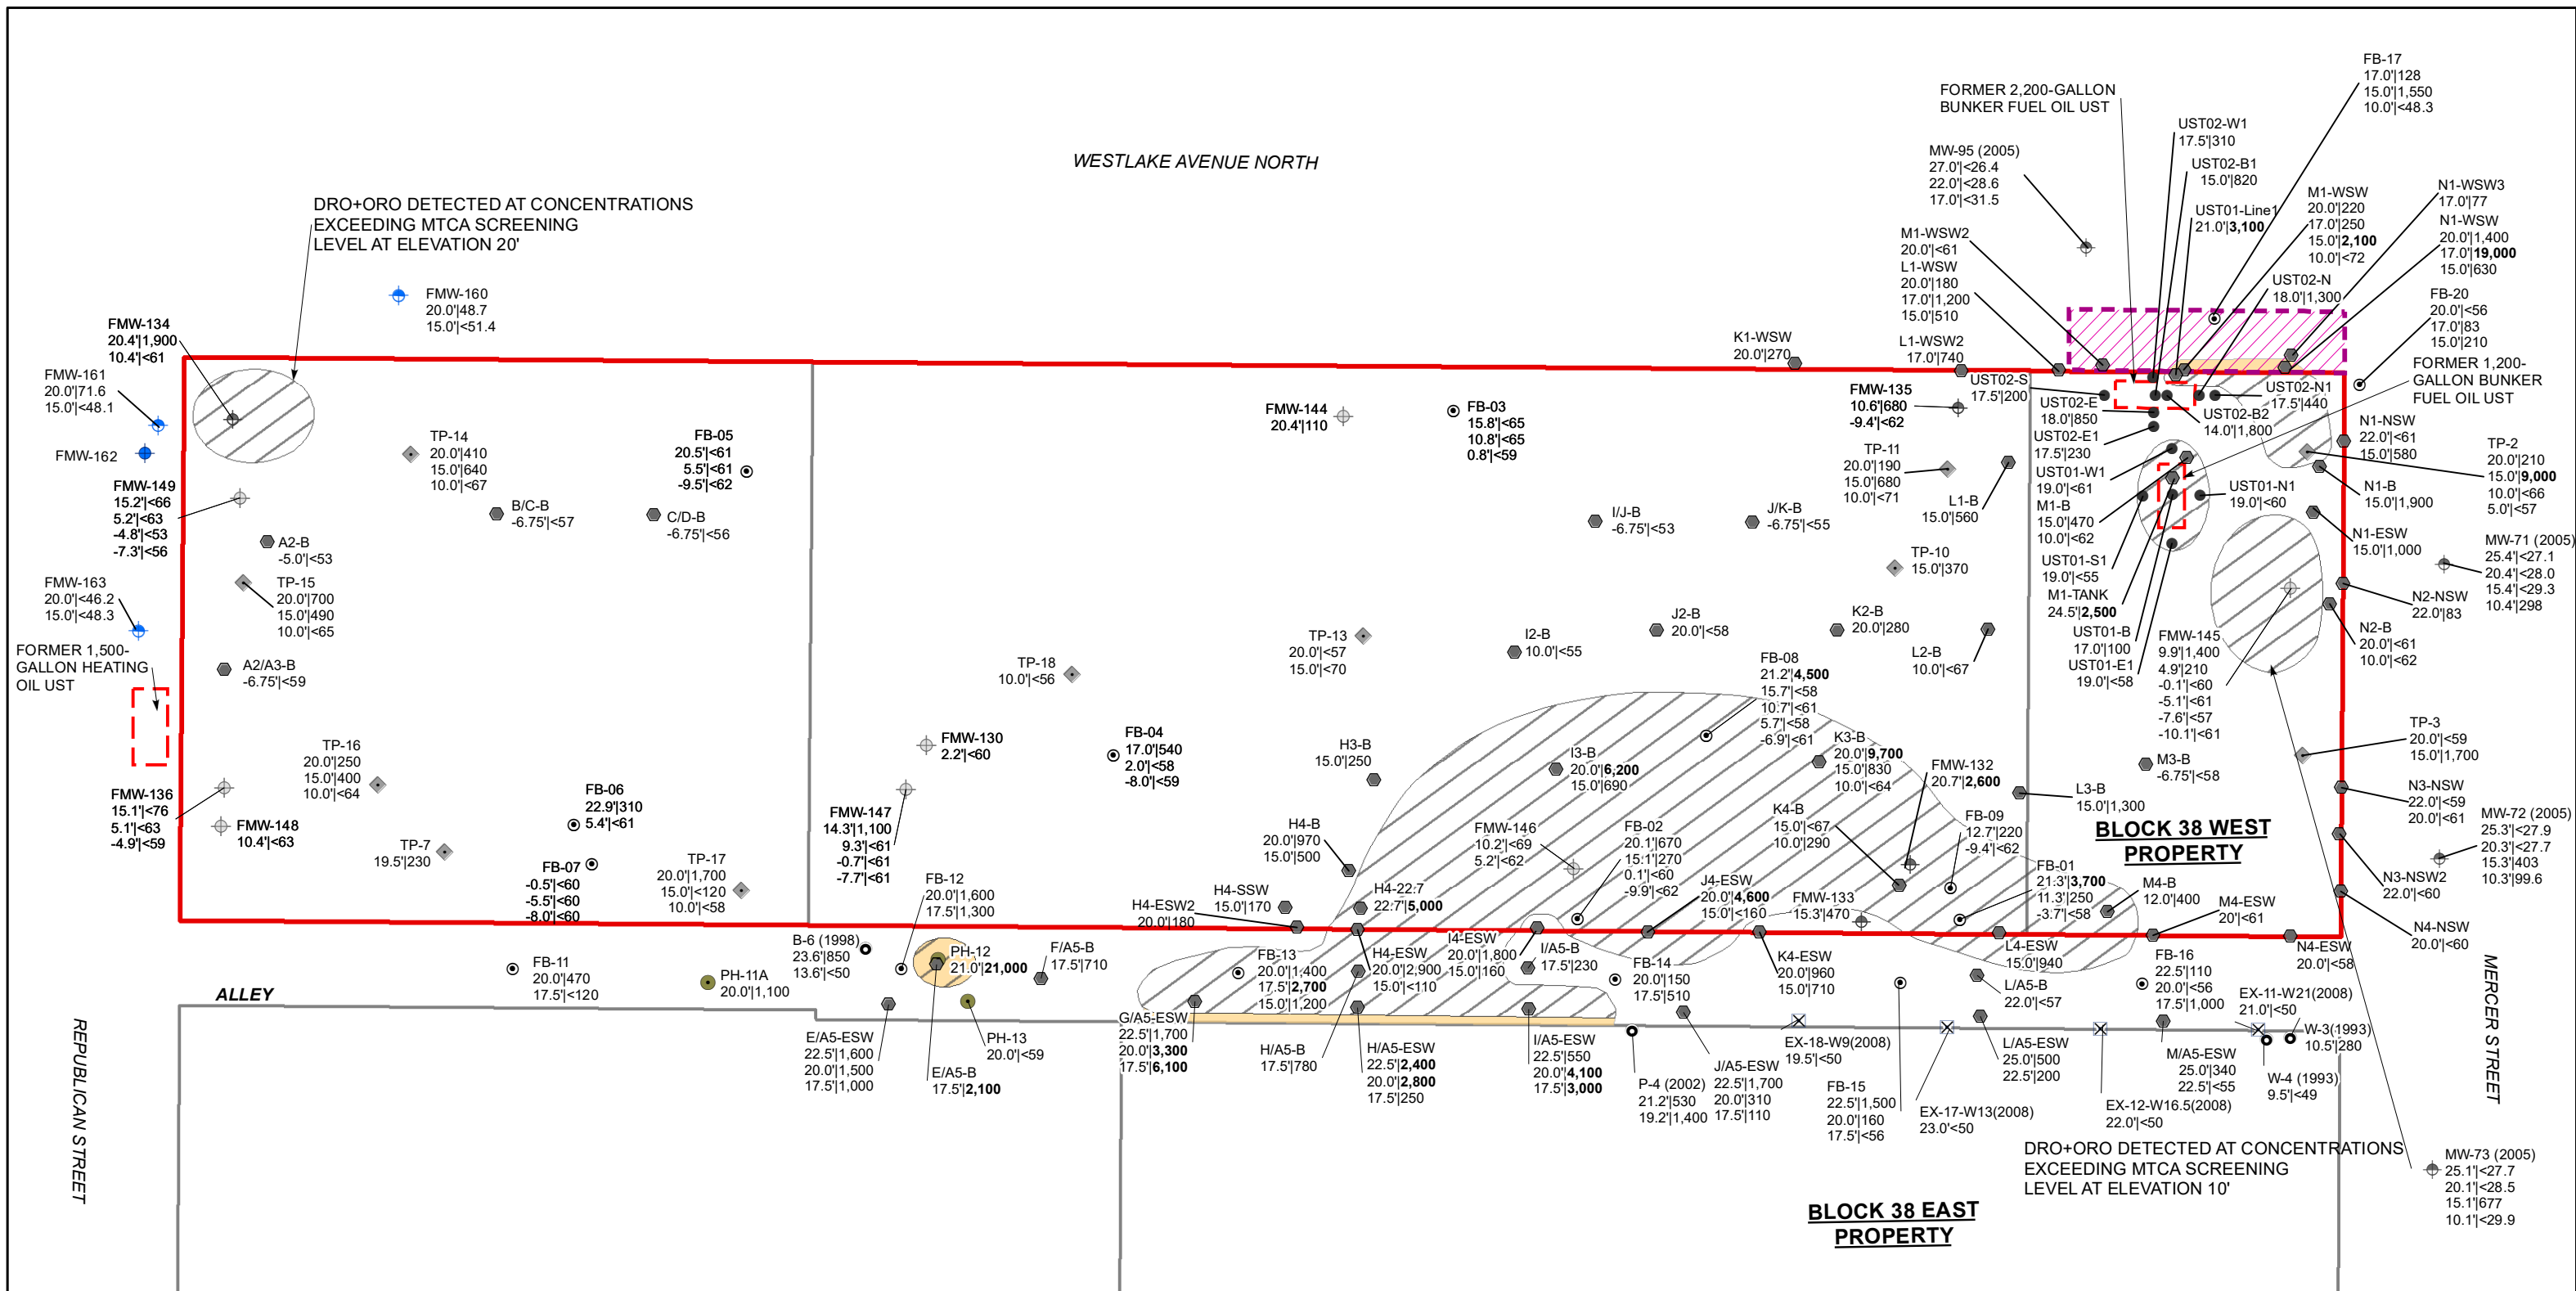 WESTLAKE AVENUE NORTH
DRO+ORO DETECTED AT CONCENTRATIONS
EXCEEDING MTCA SCREENING
LEVEL AT ELEVATION 20'
FMW-160
20.0'|48.7
15.0'|<51.4
FMW-134
20.4'|1,900
10.4'|<61
FMW-161
20.0'|71.6
15.0'|<48.1
FMW-162
FMW-149
15.2'|<66
5.2'|<63
-4.8'|<53
-7.3'|<56
FMW-163
20.0'|<46.2
15.0'|<48.3
FORMER 1,500-
GALLON HEATING
OIL UST
A2-B
-5.0'|<53
TP-15
20.0'|700
15.0'|490
10.0'|<65
A2/A3-B
-6.75'|<59
TP-14
20.0'|410
15.0'|640
10.0'|<67
B/C-B
-6.75'|<57
C/D-B
-6.75'|<56
FB-05
20.5'|<61
5.5'|<61
-9.5'|<62
TP-16
20.0'|250
15.0'|400
10.0'|<64
FMW-136
15.1'|<76
5.1'|<63
-4.9'|<59
FMW-148
10.4'|<63
TP-7
19.5'|230
FB-06
22.9'|310
5.4'|<61
FB-07
-0.5'|<60
-5.5'|<60
-8.0'|<60
TP-17
20.0'|1,700
15.0'|<120
10.0'|<58
FMW-130
2.2'|<60
FMW-147
14.3'|1,100
9.3'|<61
-0.7'|<61
-7.7'|<61
TP-18
10.0'|<56
FB-04
17.0'|540
2.0'|<58
-8.0'|<59
FMW-144
20.4'|110
FB-03
15.8'|<65
10.8'|<65
0.8'|<59
TP-13
20.0'|<57
15.0'|<70
I/J-B
-6.75'|<53
J/K-B
-6.75'|<55
I2-B
10.0'|<55
J2-B
20.0'|<58
K2-B
20.0'|280
L2-B
10.0'|<67
TP-10
15.0'|370
TP-11
20.0'|190
15.0'|680
10.0'|<71
L1-B
15.0'|560
FMW-135
10.6'|680
-9.4'|<62
K1-WSW
20.0'|270
L1-WSW2
17.0'|740
M1-WSW2
20.0'|<61
L1-WSW
20.0'|180
17.0'|1,200
15.0'|510
MW-95 (2005)
27.0'|<26.4
22.0'|<28.6
17.0'|<31.5
FORMER 2,200-GALLON
BUNKER FUEL OIL UST
FB-17
17.0'|128
15.0'|1,550
10.0'|<48.3
UST02-W1
17.5'|310
UST02-B1
15.0'|820
UST01-Line1
21.0'|3,100
M1-WSW
20.0'|220
17.0'|250
15.0'|2,100
10.0'|<72
UST02-N
18.0'|1,300
N1-WSW3
17.0'|77
N1-WSW
20.0'|1,400
17.0'|19,000
15.0'|630
FB-20
20.0'|<56
17.0'|83
15.0'|210
FORMER 1,200-
GALLON BUNKER
FUEL OIL UST
UST02-S
17.5'|200
UST02-E
18.0'|850
UST02-E1
17.5'|230
UST02-N1
17.5'|440
UST02-B2
14.0'|1,800
UST01-W1
19.0'|<61
M1-B
15.0'|470
10.0'|<62
UST01-N1
19.0'|<60
UST01-S1
19.0'|<55
M1-TANK
24.5'|2,500
UST01-B
17.0'|100
UST01-E1
19.0'|<58
N1-NSW
22.0'|<61
15.0'|580
TP-2
20.0'|210
15.0'|9,000
10.0'|<66
5.0'|<57
N1-B
15.0'|1,900
N1-ESW
15.0'|1,000
MW-71 (2005)
25.4'|<27.1
20.4'|<28.0
15.4'|<29.3
10.4'|298
N2-NSW
22.0'|83
N2-B
20.0'|<61
10.0'|<62
FMW-145
9.9'|1,400
4.9'|210
-0.1'|<60
-5.1'|<61
-7.6'|<57
-10.1'|<61
TP-3
20.0'|<59
15.0'|1,700
M3-B
-6.75'|<58
N3-NSW
22.0'|<59
20.0'|<61
MW-72 (2005)
25.3'|<27.9
20.3'|<27.7
15.3'|403
10.3'|99.6
N3-NSW2
22.0'|<60
N4-NSW
20.0'|<60
L3-B
15.0'|1,300
BLOCK 38 WEST
PROPERTY
FB-08
21.2'|4,500
15.7'|<58
10.7'|<61
5.7'|<58
-6.9'|<61
H3-B
15.0'|250
I3-B
20.0'|6,200
15.0'|690
K3-B
20.0'|9,700
15.0'|830
10.0'|<64
FMW-132
20.7'|2,600
K4-B
15.0'|<67
10.0'|290
FB-09
12.7'|220
-9.4'|<62
FB-01
21.3'|3,700
11.3'|250
-3.7'|<58
M4-B
12.0'|400
M4-ESW
20'|<61
H4-B
20.0'|970
15.0'|500
FMW-146
10.2'|<69
5.2'|<62
FB-02
20.1'|670
15.1'|270
0.1'|<60
-9.9'|<62
J4-ESW
20.0'|4,600
15.0'|<160
FMW-133
15.3'|470
H4-SSW
15.0'|170
H4-22.7
22.7'|5,000
H4-ESW2
20.0'|180
B-6 (1998)
23.6'|850
13.6'|<50
FB-12
20.0'|1,600
17.5'|1,300
PH-12
21.0'|21,000
F/A5-B
17.5'|710
FB-11
20.0'|470
17.5'|<120
PH-11A
20.0'|1,100
PH-13
20.0'|<59
E/A5-ESW
22.5'|1,600
20.0'|1,500
17.5'|1,000
E/A5-B
17.5'|2,100
FB-13
20.0'|1,400
17.5'|2,700
15.0'|1,200
G/A5-ESW
22.5'|1,700
20.0'|3,300
17.5'|6,100
H4-ESW
20.0'|2,900
15.0'|<110
H/A5-B
17.5'|780
H/A5-ESW
22.5'|2,400
20.0'|2,800
17.5'|250
I4-ESW
20.0'|1,800
15.0'|160
I/A5-B
17.5'|230
I/A5-ESW
22.5'|550
20.0'|4,100
17.5'|3,000
FB-14
20.0'|150
17.5'|510
P-4 (2002)
21.2'|530
19.2'|1,400
J/A5-ESW
22.5'|1,700
20.0'|310
17.5'|110
K4-ESW
20.0'|960
15.0'|710
EX-18-W9(2008)
19.5'|<50
FB-15
22.5'|1,500
20.0'|160
17.5'|<56
L4-ESW
15.0'|940
L/A5-B
22.0'|<57
EX-17-W13(2008)
23.0'|<50
L/A5-ESW
25.0'|500
22.5'|200
FB-16
22.5'|110
20.0'|<56
17.5'|1,000
EX-12-W16.5(2008)
22.0'|<50
M/A5-ESW
25.0'|340
22.5'|<55
EX-11-W21(2008)
21.0'|<50
N4-ESW
20.0'|<58
W-3(1993)
10.5'|280
W-4 (1993)
9.5'|<49
DRO+ORO DETECTED AT CONCENTRATIONS
EXCEEDING MTCA SCREENING
LEVEL AT ELEVATION 10'
MW-73 (2005)
25.1'|<27.7
20.1'|<28.5
15.1'|677
10.1'|<29.9
ALLEY
REPUBLICAN STREET
MERCER STREET
BLOCK 38 EAST
PROPERTY